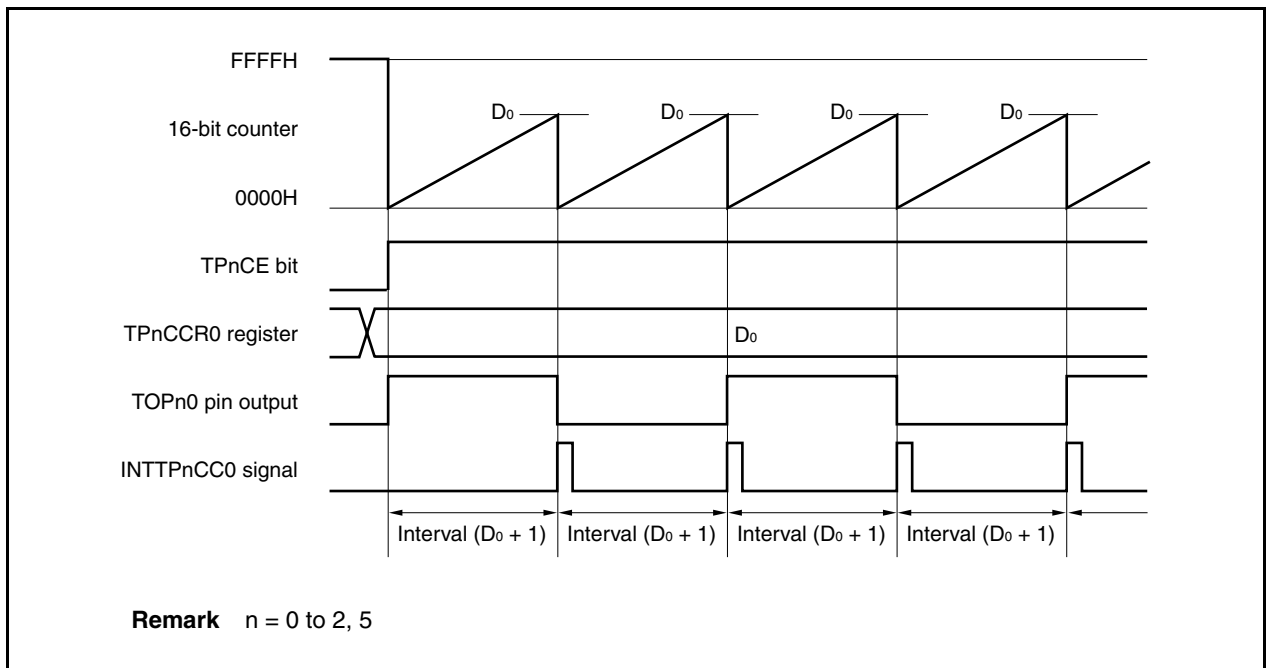 FFFFH
D0 D0 D0 D0
16-bit counter
0000H
TPnCE bit
TPnCCR0 register D0
TOPn0 pin output
INTTPnCC0 signal
Interval (D0 + 1) Interval (D0 + 1) Interval (D0 + 1) Interval (D0 + 1)
Remark n = 0 to 2, 5